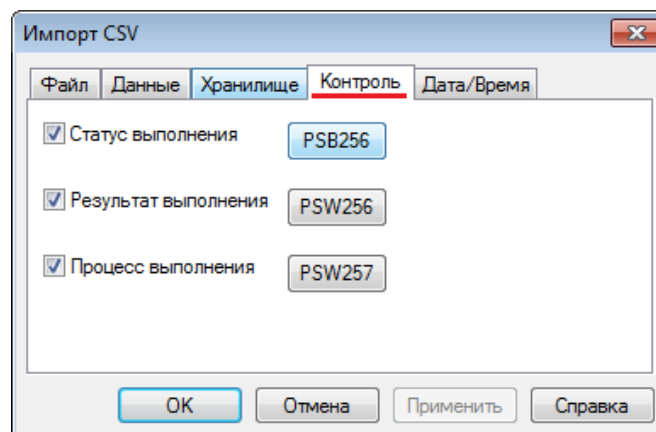 Импорт CSV
Файл Данные Хранилище Контроль Дата/Время
Статус выполнения PSB256
Результат выполнения PSW256
Процесс выполнения PSW257
OK Отмена Применить Справка